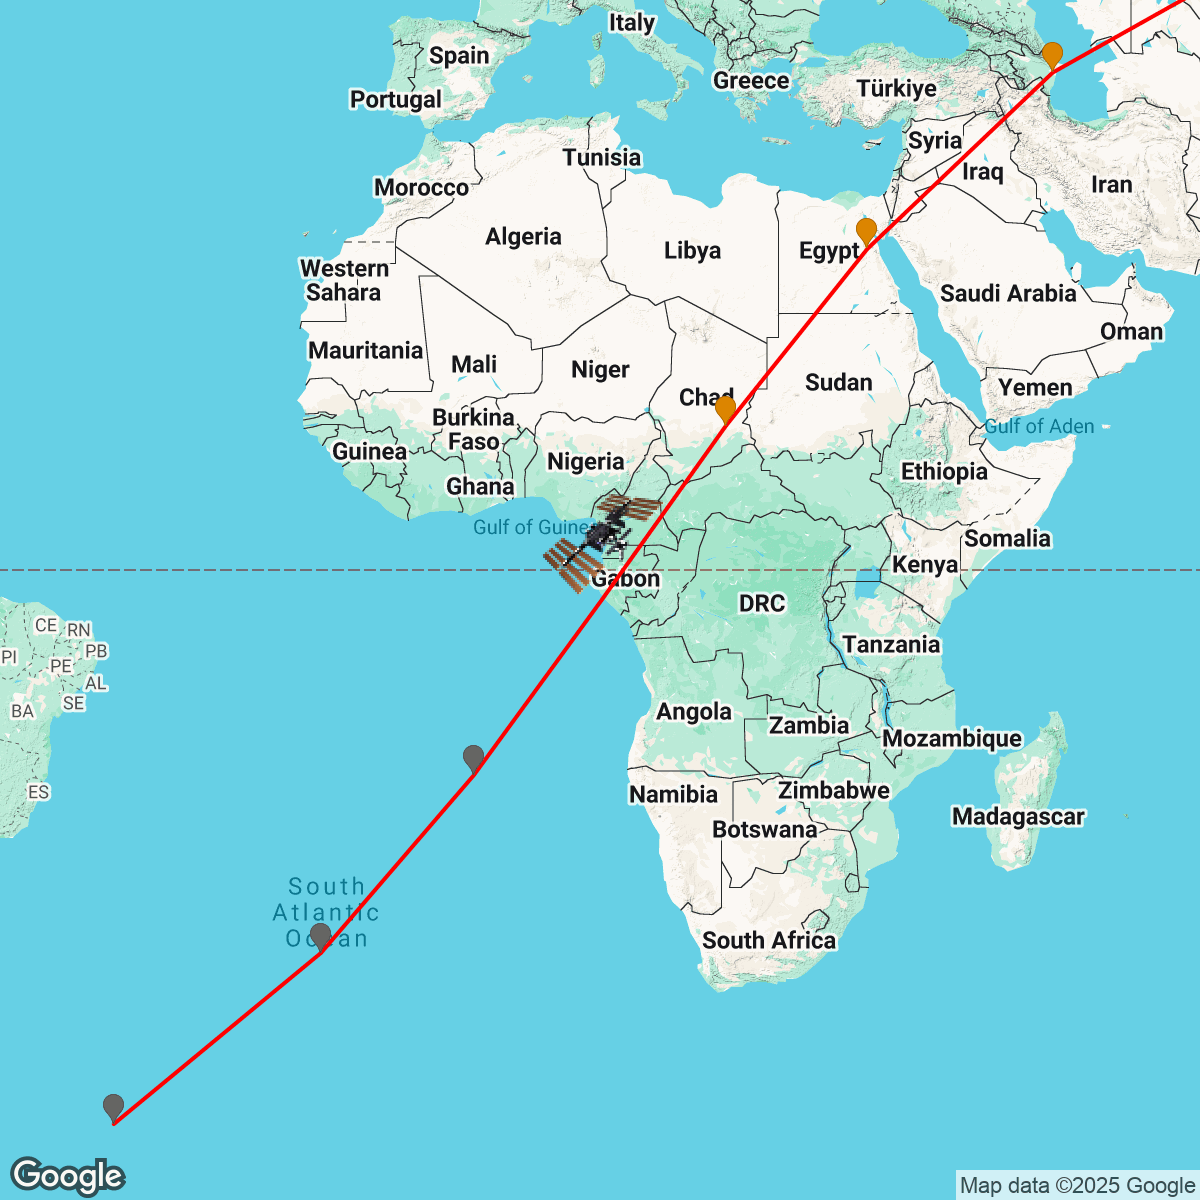 Italy
Spain
Portugal
Greece
Türkiye
Syria
Iraq
Iran
Tunisia
Morocco
Algeria
Libya
Egypt
Western
Sahara
Saudi Arabia
Oman
Mauritania
Mali
Niger
Chad
Sudan
Yemen
Gulf of Aden
Burkina
Faso
Guinea
Nigeria
Ghana
Ethiopia
Gulf of Guine
Somalia
Kenya
Gabon
DRC
Tanzania
CE
RN
PI
PE
PB
AL
SE
BA
ES
Angola
Zambia
Mozambique
Namibia
Zimbabwe
Botswana
Madagascar
South
Atlantic
Ocean
South Africa
Google
Map data ©2025 Google